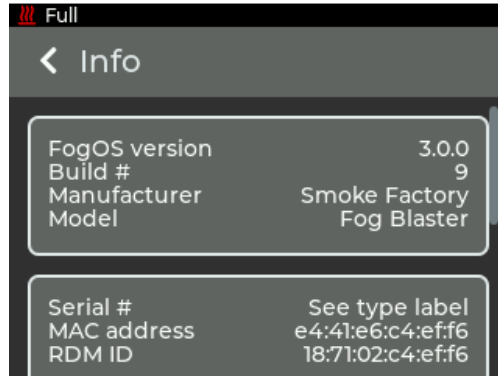 Full
Info
FogOS version 3.0.0
Build # 9
Manufacturer Smoke Factory
Model Fog Blaster
Serial # See type label
MAC address e4:41:e6:c4:ef:f6
RDM ID 18:71:02:c4:ef:f6